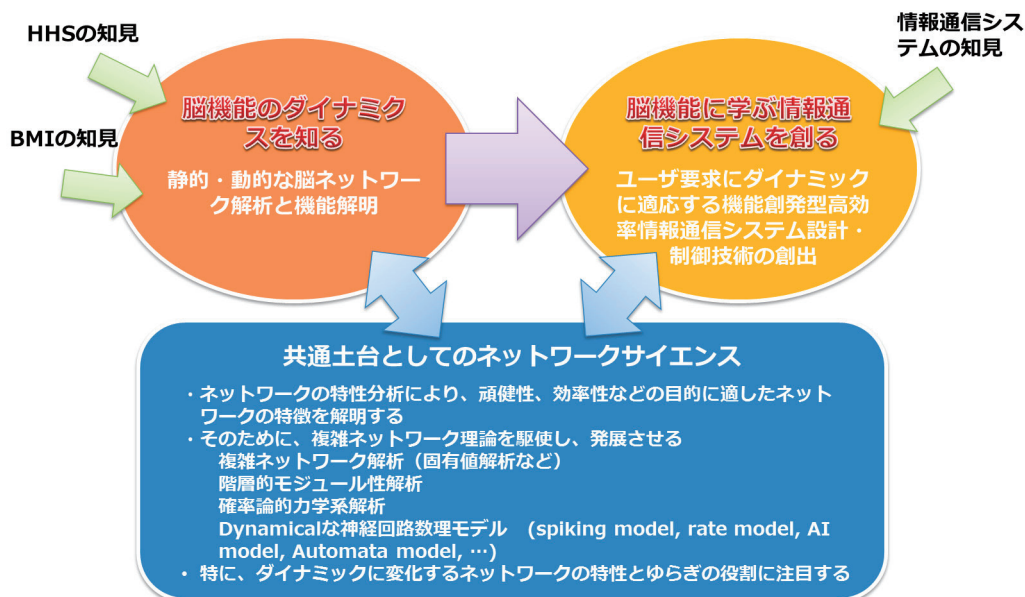 HHSの知見
BMIの知見
脳機能のダイナミク
スを知る
静的・動的な脳ネットワー
ク解析と機能解明
脳機能に学ぶ情報通
信システムを創る
ユーザ要求にダイナミック
に適応する機能創発型高効
率情報通信システム設計・
制御技術の創出
情報通信シス
テムの知見
共通土台としてのネットワークサイエンス
・ネットワークの特性分析により、頑健性、効率性などの目的に適したネット
ワークの特徴を解明する
・そのために、複雑ネットワーク理論を駆使し、発展させる
複雑ネットワーク解析（固有値解析など）
階層的モジュール性解析
確率論的力学系解析
Dynamicalな神経回路数理モデル　(spiking model, rate model, AI
model, Automata model, …)
・ 特に、ダイナミックに変化するネットワークの特性とゆらぎの役割に注目する